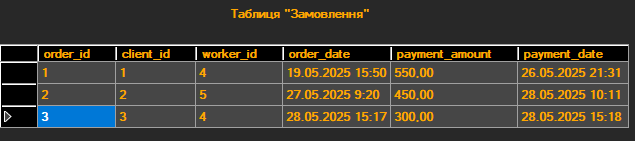 Таблиця "Замовлення"
order_id client_id worker_id order_date payment_amount payment_date
1 1 4 19.05.2025 15:50 550,00 26.05.2025 21:31
2 2 5 27.05.2025 9:20 450,00 28.05.2025 10:11
3 3 4 28.05.2025 15:17 300,00 28.05.2025 15:18